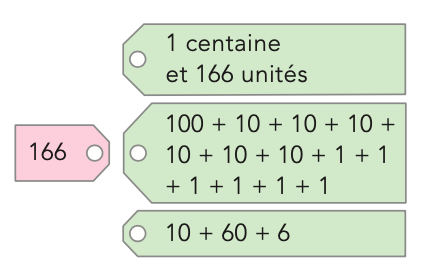 1 centaine
et 166 unités
166
100 + 10 + 10 + 10 +
10 + 10 + 10 + 1 + 1
+ 1 + 1 + 1 + 1
10 + 60 + 6